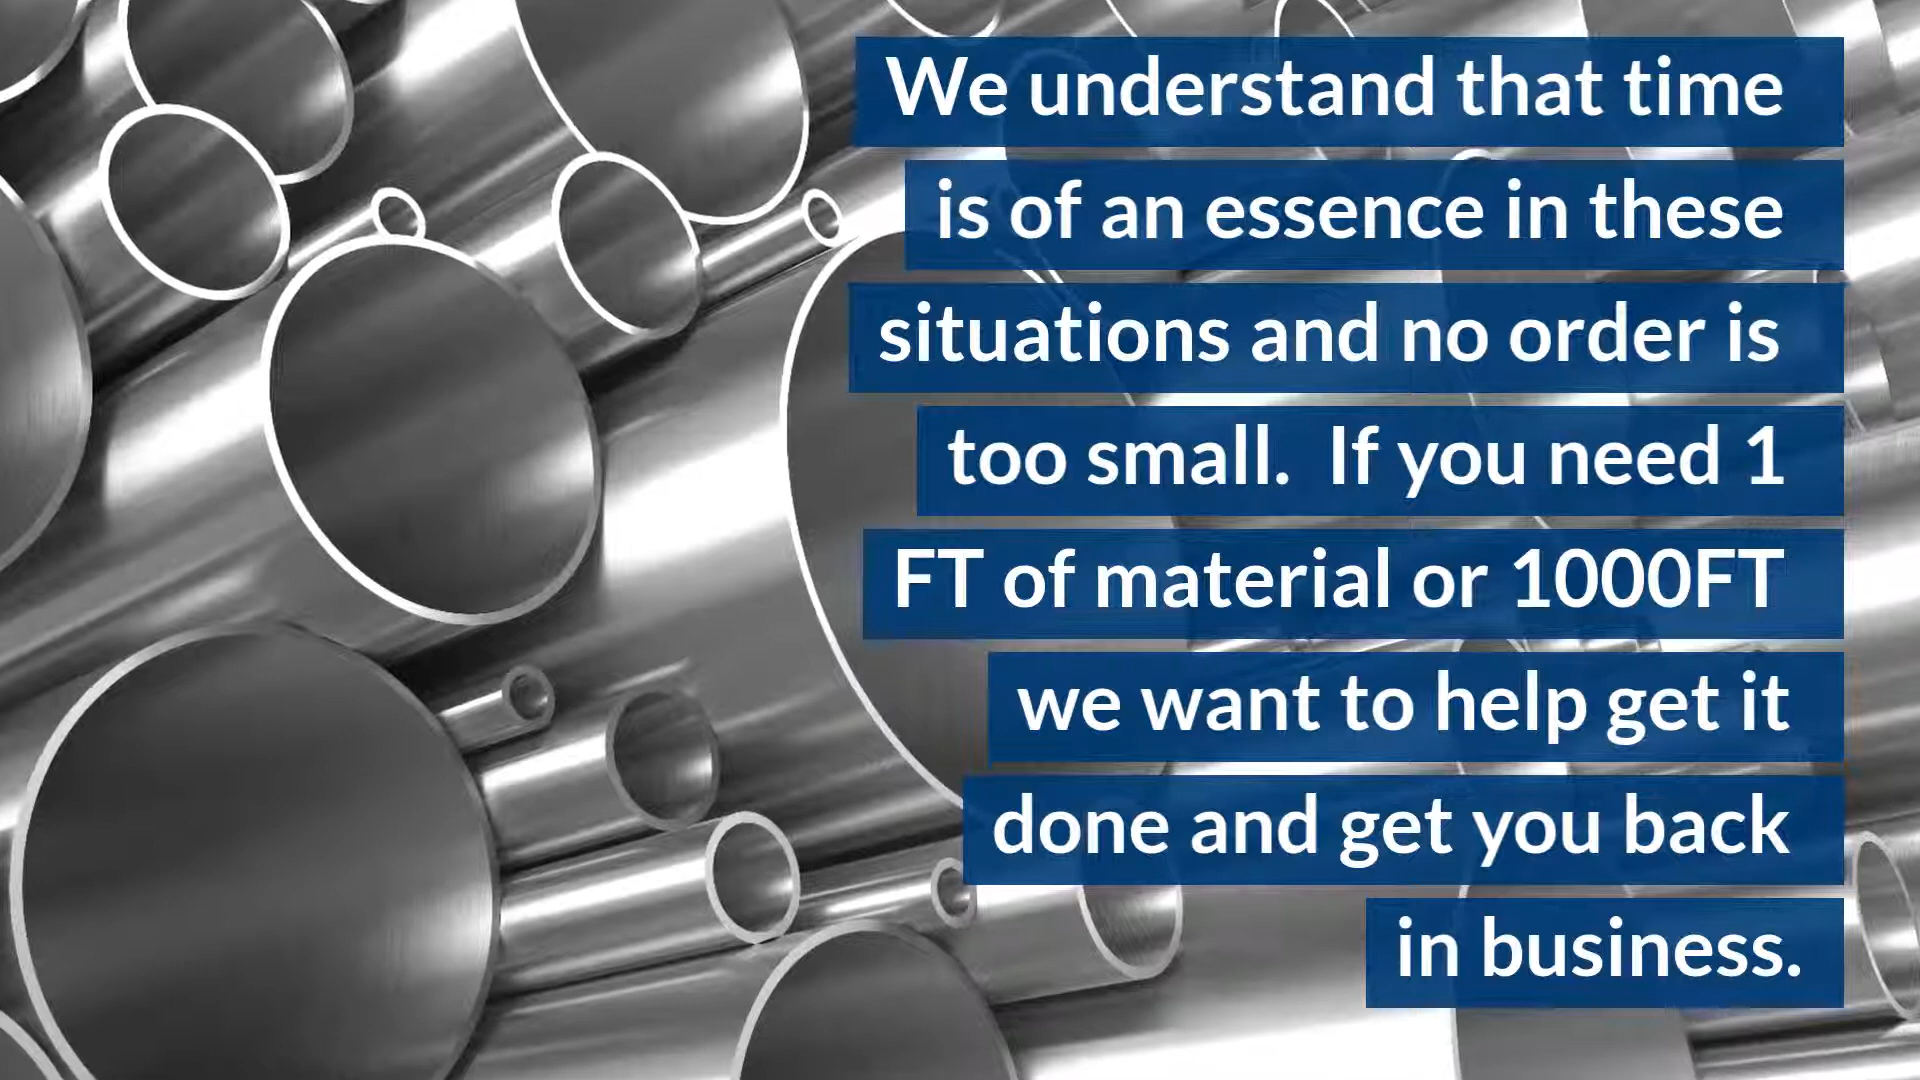 We understand that time
is of an essence in these
situations and no order is
too small.  If you need 1
FT of material or 1000FT
we want to help get it
done and get you back
in business.